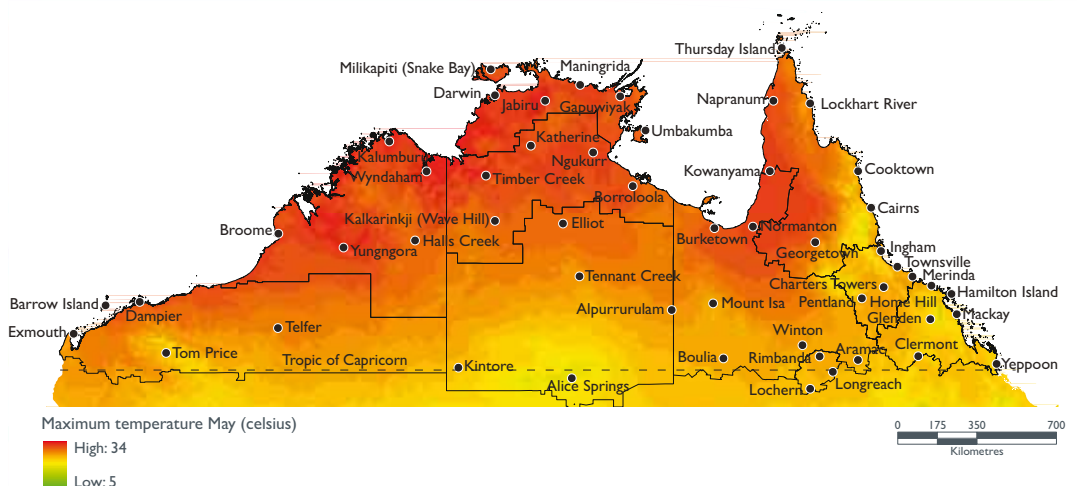 Thursday Island
Milikapiti (Snake Bay)
Maningrida
Darwin
Jabiru
Gapuwiyak
Napranum
Lockhart River
Umbakumba
Katherine
Kalumburu
Ngukurr
Wyndaham
Timber Creek
Kowanyama
Cooktown
Borroloola
Kalkarinkji (Wave Hill)
Elliot
Cairns
Broome
Halls Creek
Yungngora
Burketown
Normanton
Georgetown
Ingham
Townsville
Tennant Creek
Merinda
Charters Towers
Hamilton Island
Barrow Island
Dampier
Alpurrurulam
Mount Isa
Pentland
Home Hill
Mackay
Exmouth
Telfer
Glenden
Winton
Tom Price
Tropic of Capricorn
Kintore
Boulia
Rimbanda
Aramac
Clermont
Yeppoon
Alice Springs
Longreach
Lochern
Maximum temperature May (celsius)
High: 34
Low: 5
0 175 350 700
Kilometres